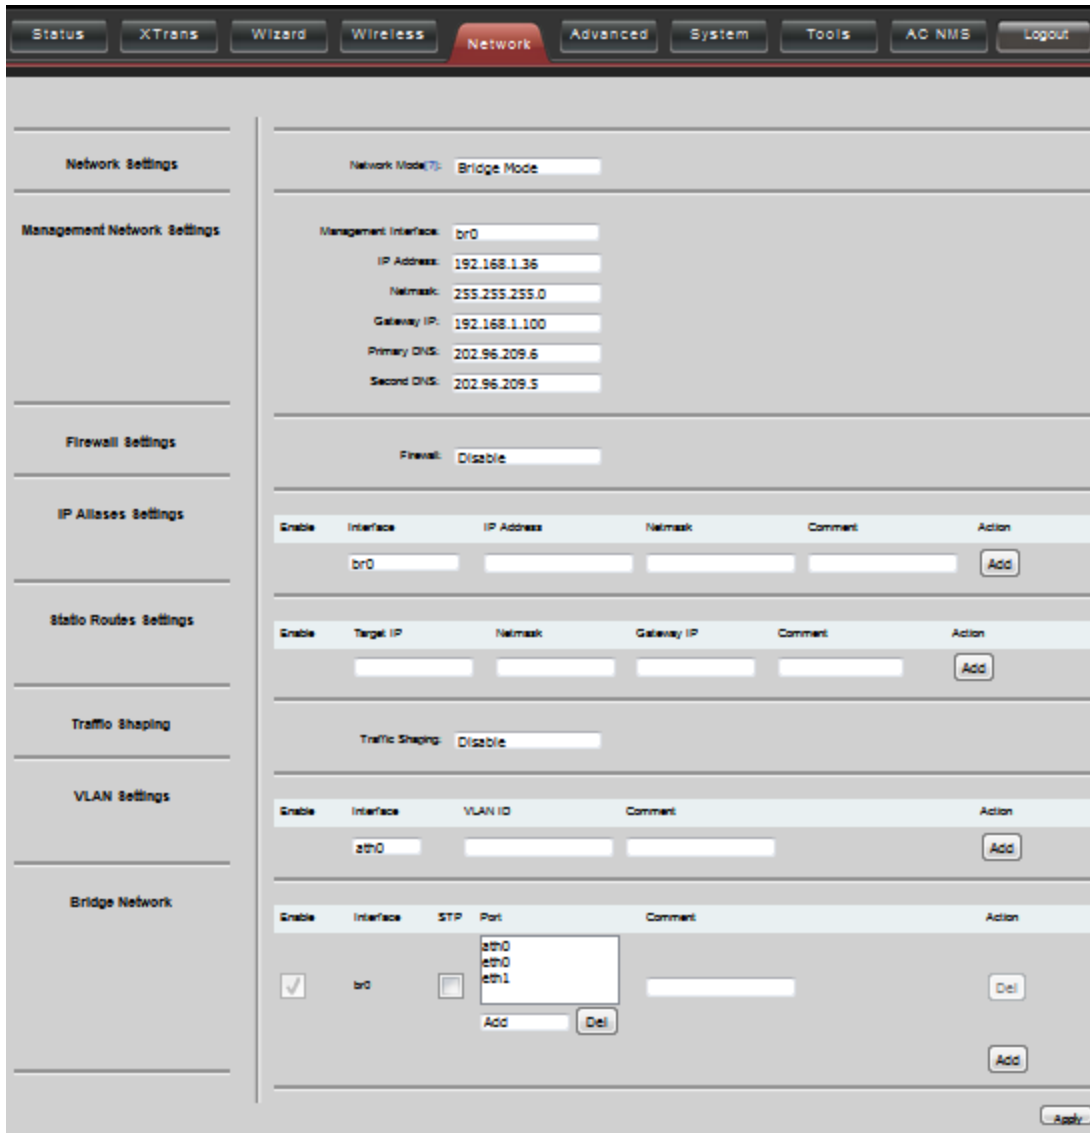 Status XTrans Wizard Wireless Network Advanced System Tools AC NMS Logout
Network Settings
Network Mode[?]: Bridge Mode
Management Network Settings
Management Interface: br0
IP Address: 192.168.1.36
Netmask: 255.255.255.0
Gateway IP: 192.168.1.100
Primary DNS: 202.96.209.6
Second DNS: 202.96.209.5
Firewall Settings
Firewall: Disable
IP Aliases Settings
Enable Interface IP Address Netmask Comment Action
br0 Add
Static Routes Settings
Enable Target IP Netmask Gateway IP Comment Action
Add
Traffic Shaping
Traffic Shaping: Disable
VLAN Settings
Enable Interface VLAN ID Comment Action
ath0 Add
Bridge Network
Enable Interface STP Port Comment Action
ath0
eth0
eth1
br0 Del
Add Del
Add
Apply